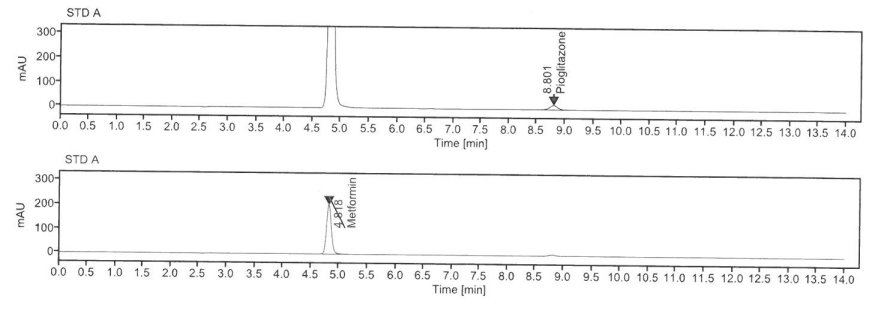 STD A
300
200
100
0
mAU
8.801
Pioglitazone
0.0 0.5 1.0 1.5 2.0 2.5 3.0 3.5 4.0 4.5 5.0 5.5 6.0 6.5 7.0 7.5 8.0 8.5 9.0 9.5 10.0 10.5 11.0 11.5 12.0 12.5 13.0 13.5 14.0
Time [min]
STD A
300
200
100
0
mAU
4.818
Metformin
0.0 0.5 1.0 1.5 2.0 2.5 3.0 3.5 4.0 4.5 5.0 5.5 6.0 6.5 7.0 7.5 8.0 8.5 9.0 9.5 10.0 10.5 11.0 11.5 12.0 12.5 13.0 13.5 14.0
Time [min]